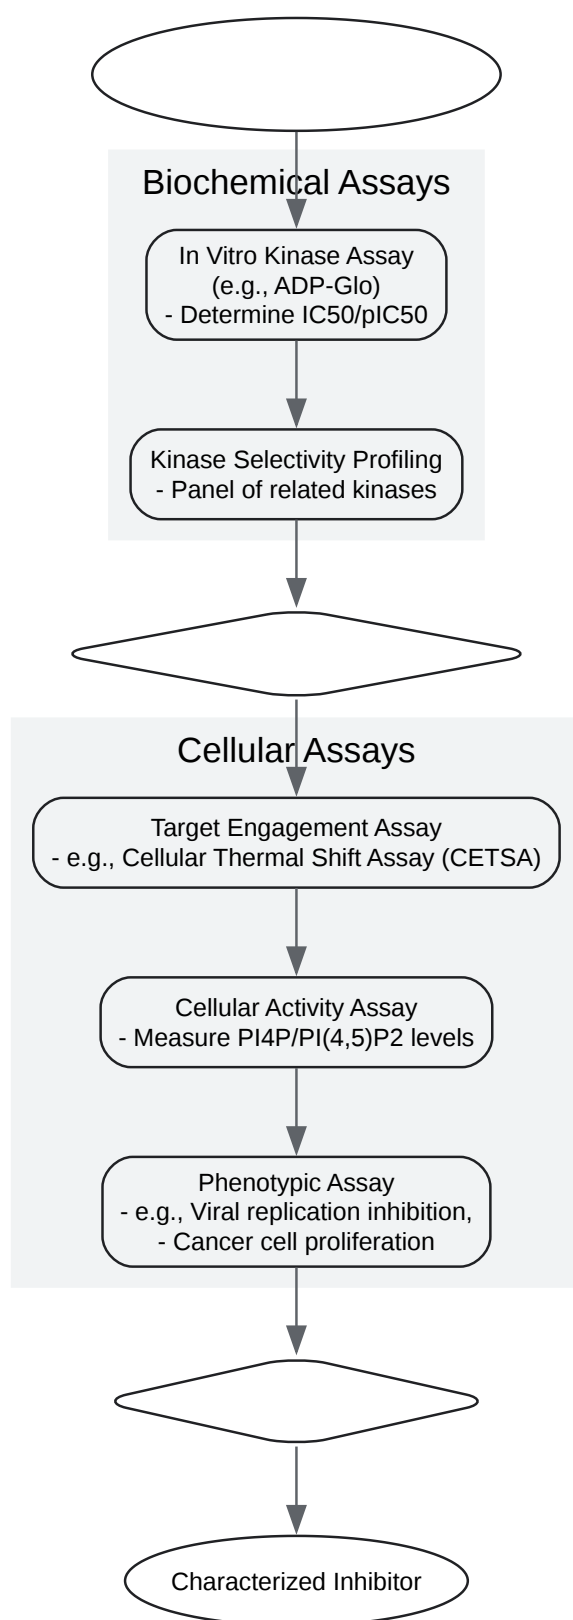 Biochemical Assays
In Vitro Kinase Assay
(e.g., ADP-Glo)
- Determine IC50/pIC50
Kinase Selectivity Profiling
- Panel of related kinases
Cellular Assays
Target Engagement Assay
- e.g., Cellular Thermal Shift Assay (CETSA)
Cellular Activity Assay
- Measure PI4P/PI(4,5)P2 levels
Phenotypic Assay
- e.g., Viral replication inhibition,
- Cancer cell proliferation
Characterized Inhibitor